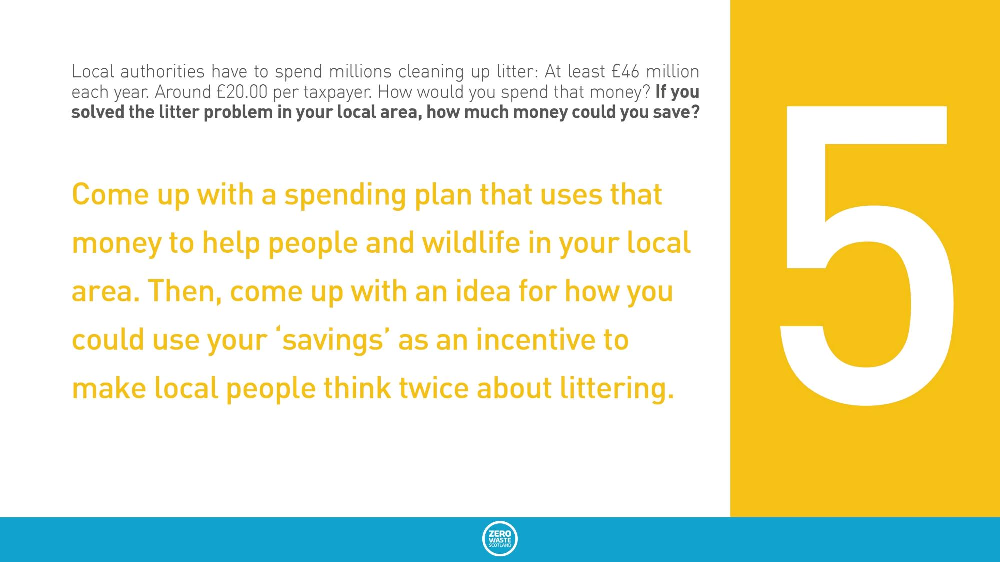 Local authorities have to spend millions cleaning up litter: At least £46 million
each year. Around £20.00 per taxpayer. How would you spend that money? If you
solved the litter problem in your local area, how much money could you save?
Come up with a spending plan that uses that
money to help people and wildlife in your local
area. Then, come up with an idea for how you
could use your ‘savings’ as an incentive to
make local people think twice about littering.
5
ZERO
WASTE
SCOTLAND